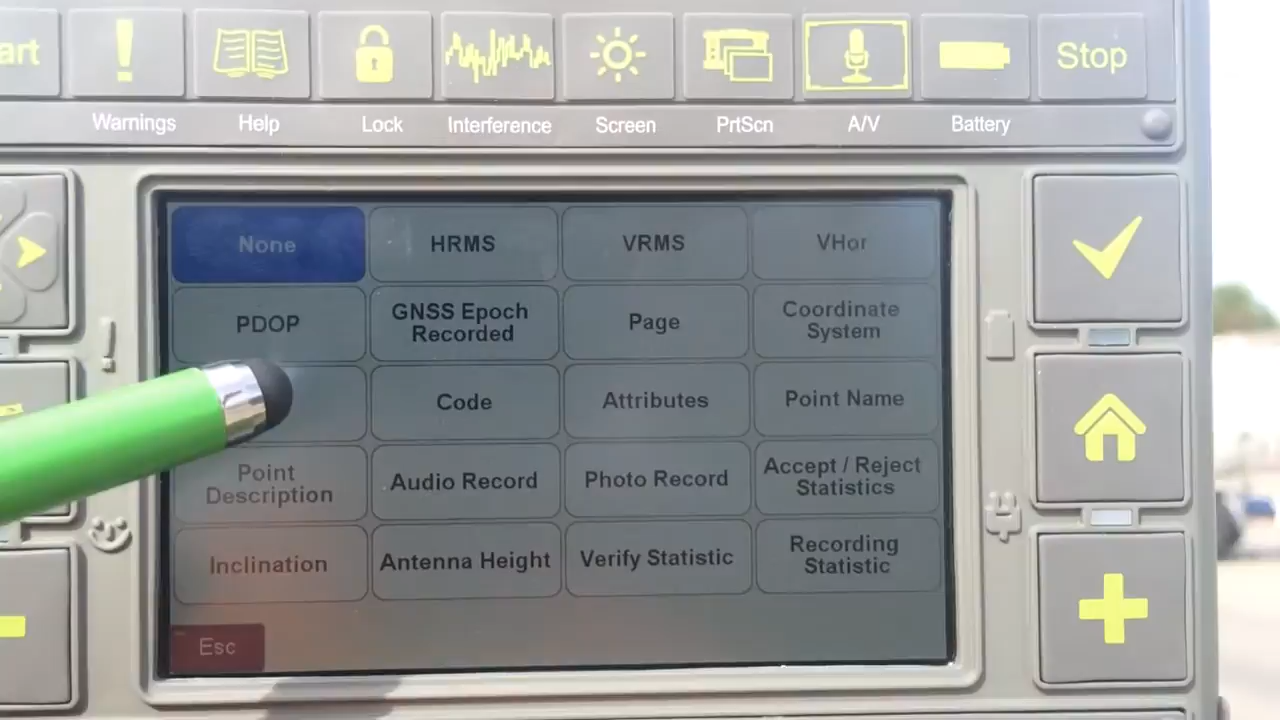 art
Stop
Warnings
Help
Lock
Interference
Screen
PrtScn
A/V
Battery
None
HRMS
VRMS
VHor
PDOP
GNSS Epoch
Recorded
Page
Coordinate
System
Code
Attributes
Point Name
Point
Description
Audio Record
Photo Record
Accept / Reject
Statistics
Inclination
Antenna Height
Verify Statistic
Recording
Statistic
Esc